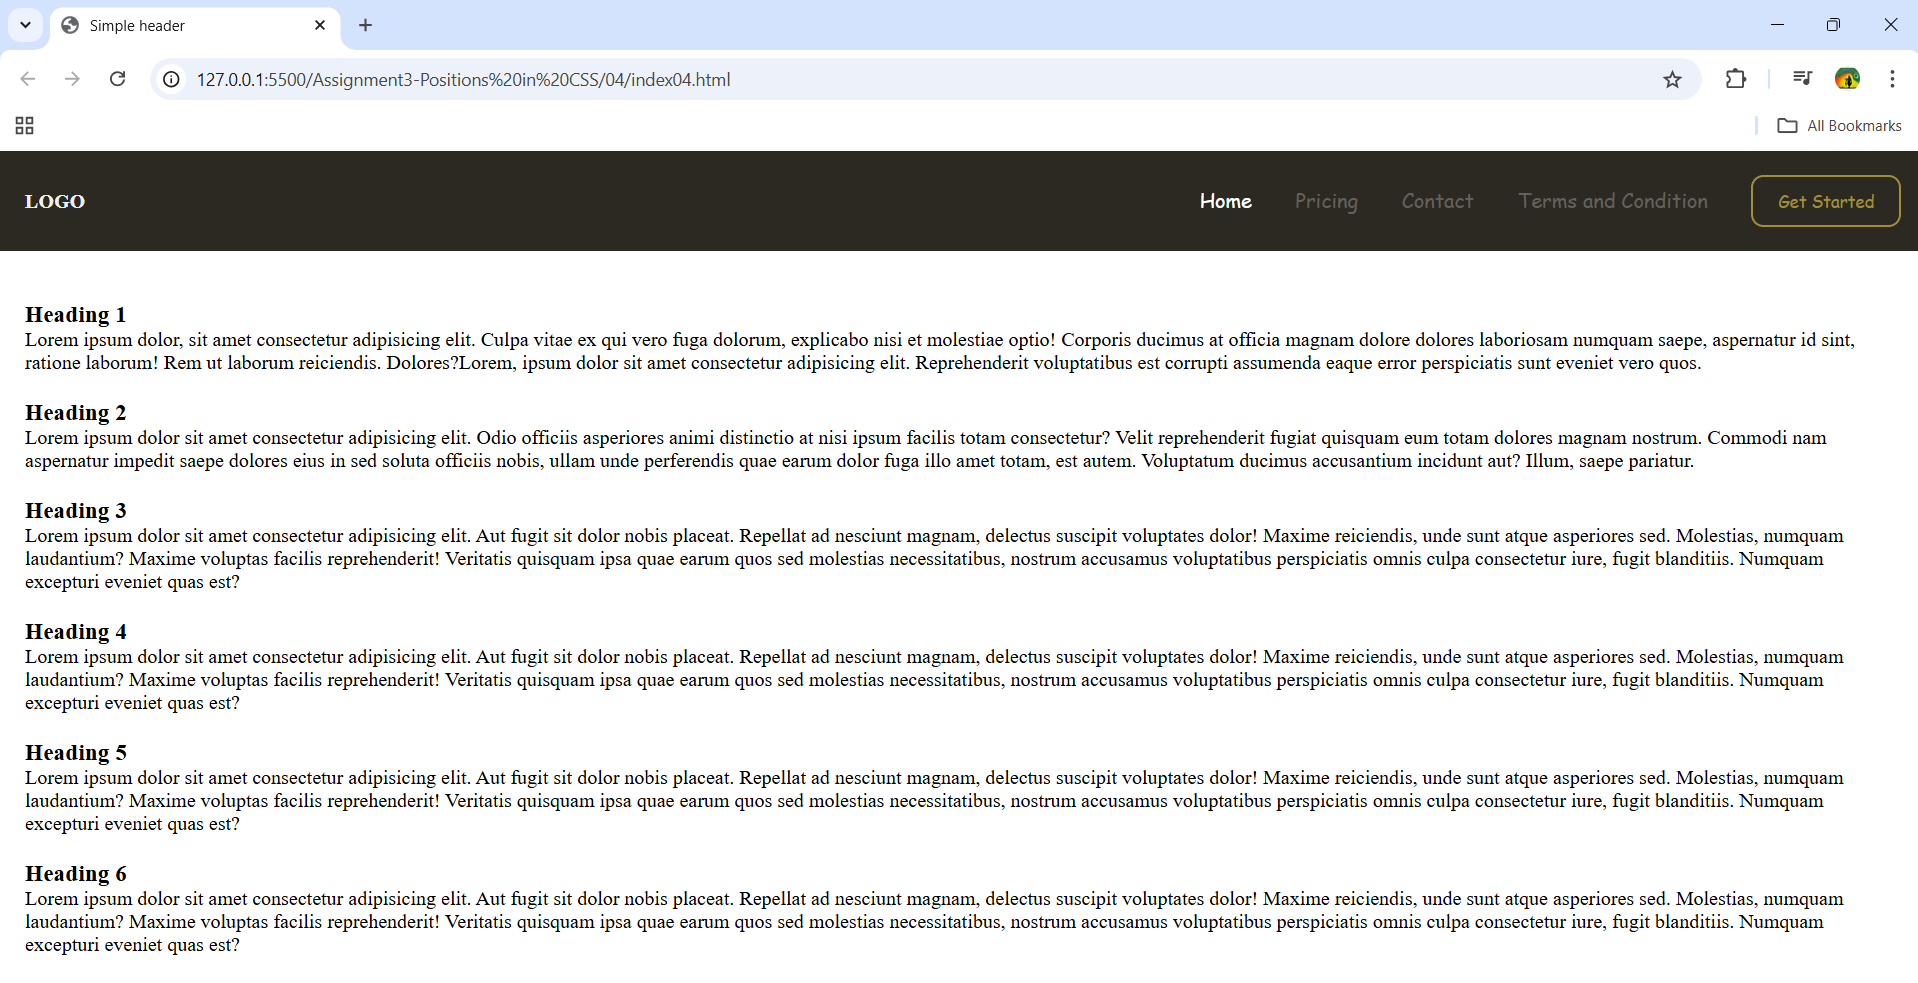 Simple header
127.0.0.1:5500/Assignment3-Positions%20in%20CSS/04/index04.html
All Bookmarks
LOGO
Home
Pricing
Contact
Terms and Condition
Get Started
Heading 1
Lorem ipsum dolor, sit amet consectetur adipisicing elit. Culpa vitae ex qui vero fuga dolorum, explicabo nisi et molestiae optio! Corporis ducimus at officia magnam dolore dolores laboriosam numquam saepe, aspernatur id sint,
ratione laborum! Rem ut laborum reiciendis. Dolores?Lorem, ipsum dolor sit amet consectetur adipisicing elit. Reprehenderit voluptatibus est corrupti assumenda eaque error perspiciatis sunt eveniet vero quos.
Heading 2
Lorem ipsum dolor sit amet consectetur adipisicing elit. Odio officiis asperiores animi distinctio at nisi ipsum facilis totam consectetur? Velit reprehenderit fugiat quisquam eum totam dolores magnam nostrum. Commodi nam
aspernatur impedit saepe dolores eius in sed soluta officiis nobis, ullam unde perferendis quae earum dolor fuga illo amet totam, est autem. Voluptatum ducimus accusantium incidunt aut? Illum, saepe pariatur.
Heading 3
Lorem ipsum dolor sit amet consectetur adipisicing elit. Aut fugit sit dolor nobis placeat. Repellat ad nesciunt magnam, delectus suscipit voluptates dolor! Maxime reiciendis, unde sunt atque asperiores sed. Molestias, numquam
laudantium? Maxime voluptas facilis reprehenderit! Veritatis quisquam ipsa quae earum quos sed molestias necessitatibus, nostrum accusamus voluptatibus perspiciatis omnis culpa consectetur iure, fugit blanditiis. Numquam
excepturi eveniet quas est?
Heading 4
Lorem ipsum dolor sit amet consectetur adipisicing elit. Aut fugit sit dolor nobis placeat. Repellat ad nesciunt magnam, delectus suscipit voluptates dolor! Maxime reiciendis, unde sunt atque asperiores sed. Molestias, numquam
laudantium? Maxime voluptas facilis reprehenderit! Veritatis quisquam ipsa quae earum quos sed molestias necessitatibus, nostrum accusamus voluptatibus perspiciatis omnis culpa consectetur iure, fugit blanditiis. Numquam
excepturi eveniet quas est?
Heading 5
Lorem ipsum dolor sit amet consectetur adipisicing elit. Aut fugit sit dolor nobis placeat. Repellat ad nesciunt magnam, delectus suscipit voluptates dolor! Maxime reiciendis, unde sunt atque asperiores sed. Molestias, numquam
laudantium? Maxime voluptas facilis reprehenderit! Veritatis quisquam ipsa quae earum quos sed molestias necessitatibus, nostrum accusamus voluptatibus perspiciatis omnis culpa consectetur iure, fugit blanditiis. Numquam
excepturi eveniet quas est?
Heading 6
Lorem ipsum dolor sit amet consectetur adipisicing elit. Aut fugit sit dolor nobis placeat. Repellat ad nesciunt magnam, delectus suscipit voluptates dolor! Maxime reiciendis, unde sunt atque asperiores sed. Molestias, numquam
laudantium? Maxime voluptas facilis reprehenderit! Veritatis quisquam ipsa quae earum quos sed molestias necessitatibus, nostrum accusamus voluptatibus perspiciatis omnis culpa consectetur iure, fugit blanditiis. Numquam
excepturi eveniet quas est?